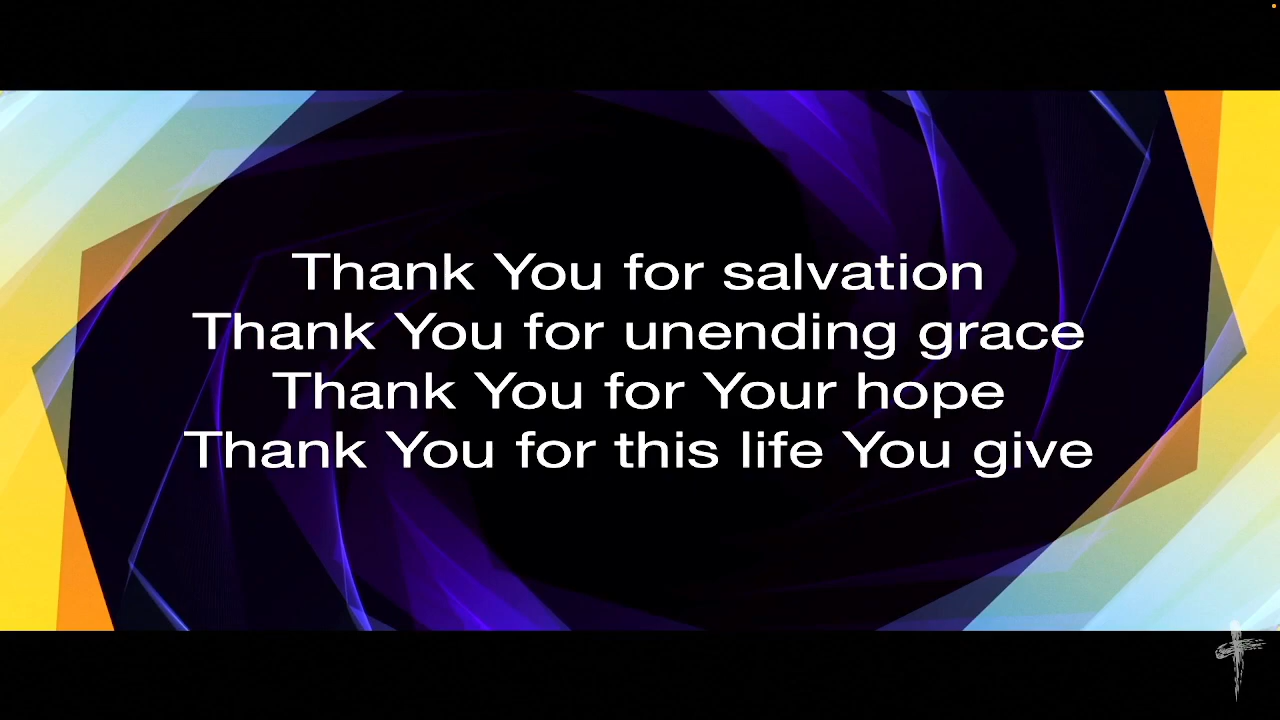 Thank You for salvation
Thank You for unending grace
Thank You for Your hope
Thank You for this life You give